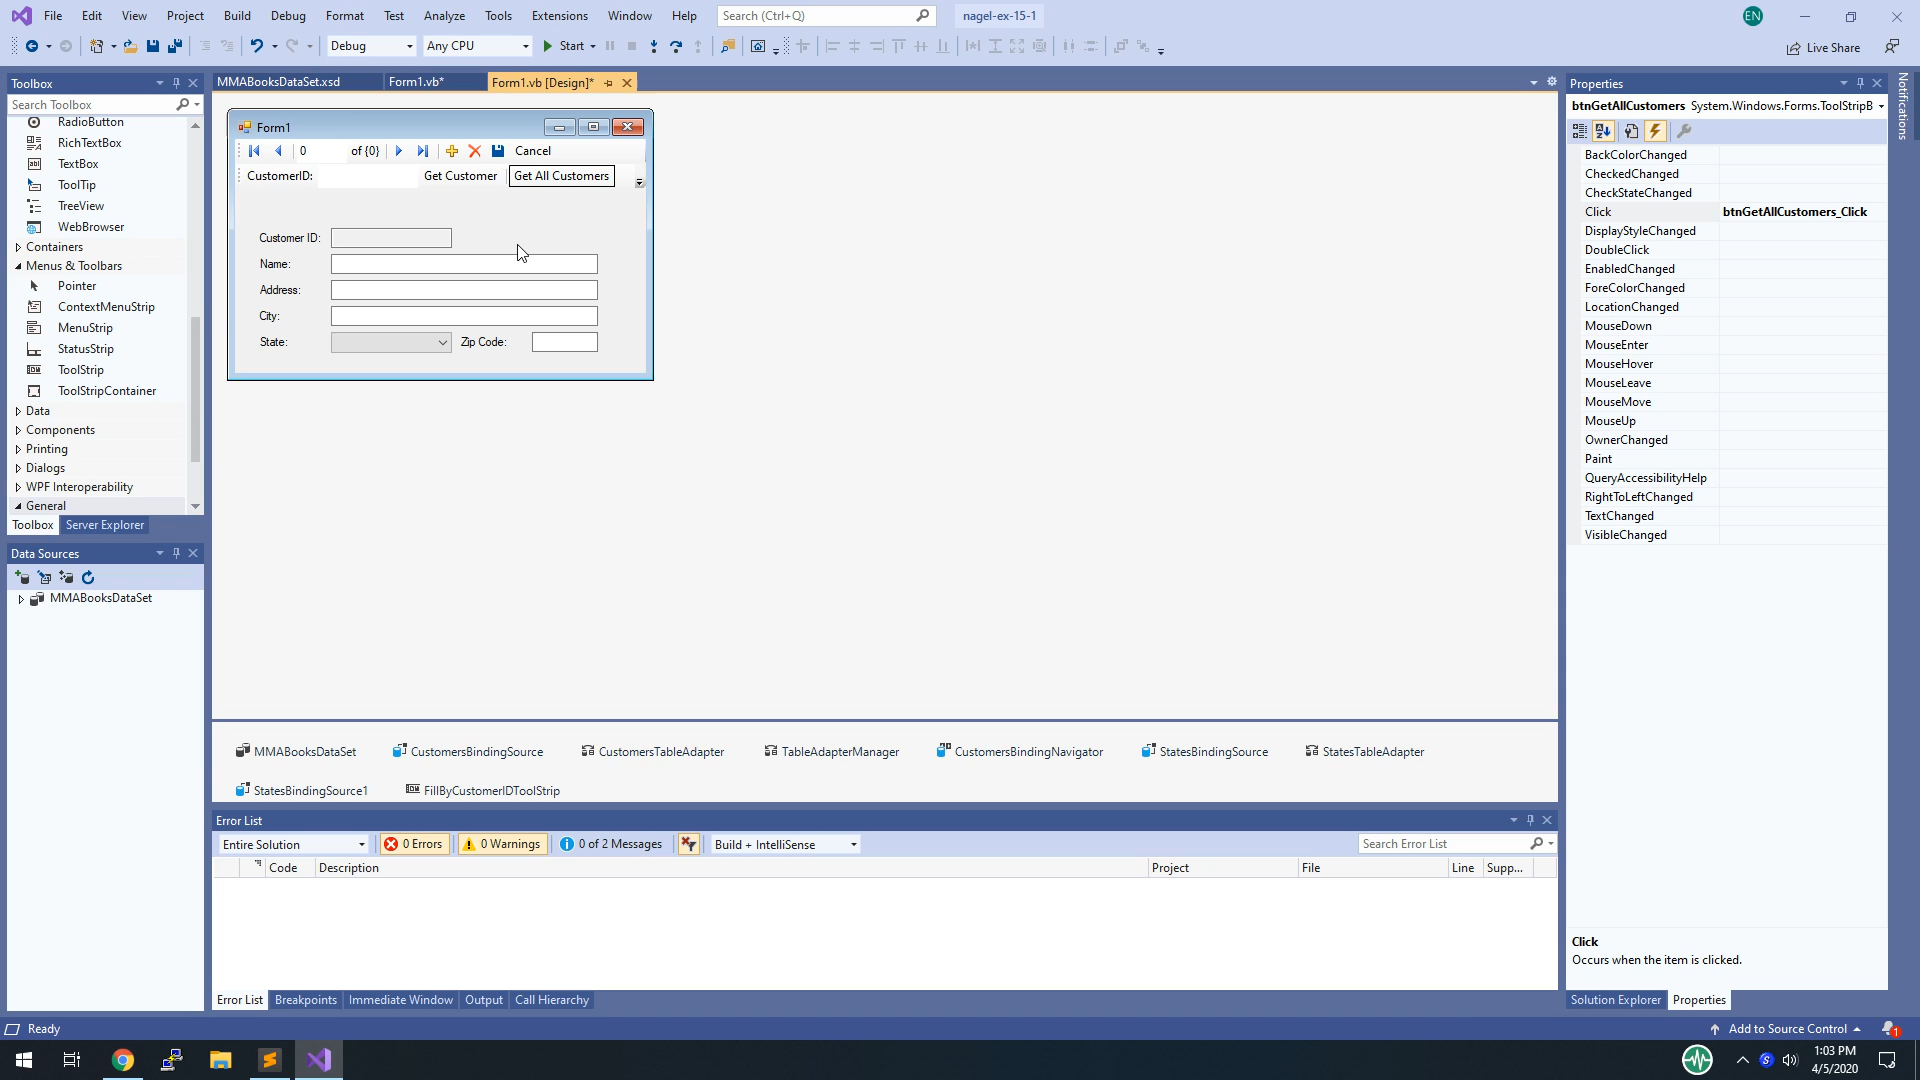 File Edit View Project Build Debug Format Test Analyze Tools Extensions Window Help Search (Ctrl+Q) nagel-ex-15-1 EN
Debug Any CPU Start Live Share
Toolbox
Search Toolbox
RadioButton
RichTextBox
TextBox
ToolTip
TreeView
WebBrowser
Containers
Menus & Toolbars
Pointer
ContextMenuStrip
MenuStrip
StatusStrip
ToolStrip
ToolStripContainer
Data
Components
Printing
Dialogs
WPF Interoperability
General
Toolbox Server Explorer
Data Sources
MMABooksDataSet
MMABooksDataSet.xsd Form1.vb* Form1.vb [Design]*
Form1
0 of {0} Cancel
CustomerID: Get Customer Get All Customers
Customer ID:
Name:
Address:
City:
State: Zip Code:
MMABooksDataSet CustomersBindingSource CustomersTableAdapter TableAdapterManager CustomersBindingNavigator StatesBindingSource StatesTableAdapter
StatesBindingSource1 FillByCustomerIDToolStrip
Error List
Entire Solution 0 Errors 0 Warnings 0 of 2 Messages Build + IntelliSense Search Error List
Code Description Project File Line Supp...
Error List Breakpoints Immediate Window Output Call Hierarchy
Properties
btnGetAllCustomers System.Windows.Forms.ToolStripB
BackColorChanged
CheckedChanged
CheckStateChanged
Click btnGetAllCustomers_Click
DisplayStyleChanged
DoubleClick
EnabledChanged
ForeColorChanged
LocationChanged
MouseDown
MouseEnter
MouseHover
MouseLeave
MouseMove
MouseUp
OwnerChanged
Paint
QueryAccessibilityHelp
RightToLeftChanged
TextChanged
VisibleChanged
Click
Occurs when the item is clicked.
Solution Explorer Properties
Notifications
Ready Add to Source Control 1
1:03 PM
4/5/2020